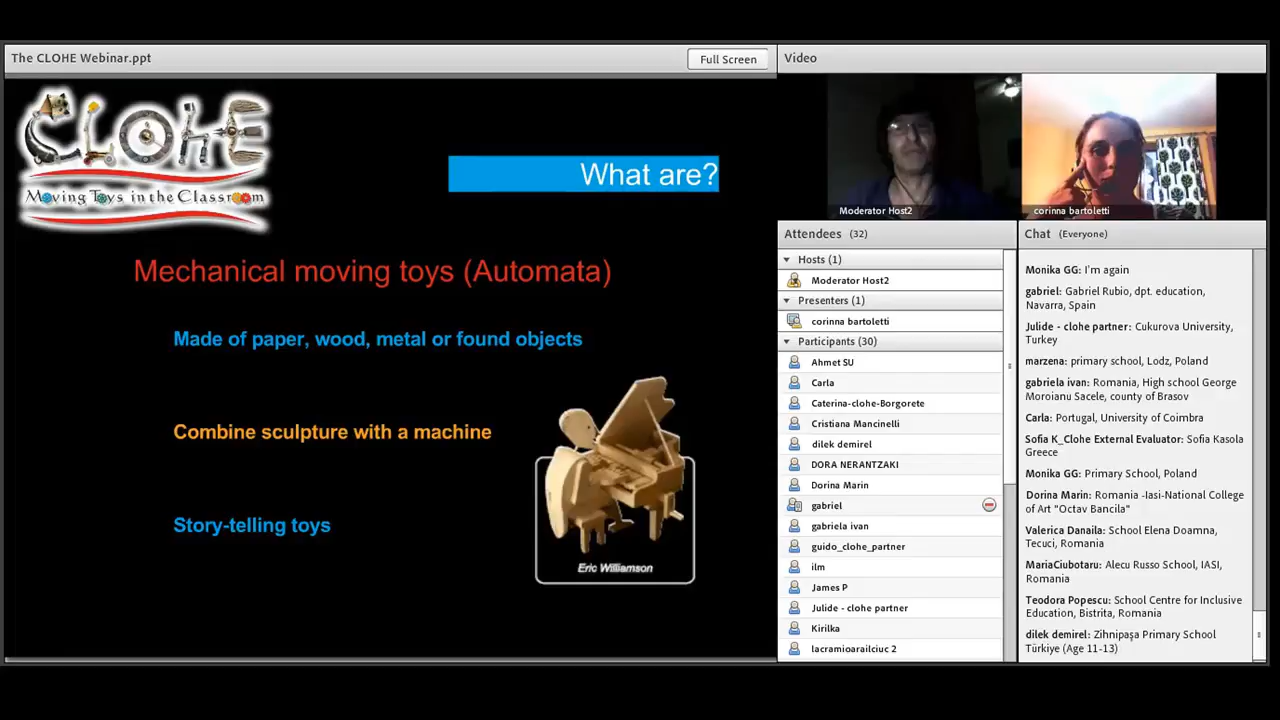 The CLOHE Webinar.ppt
Full Screen
CLOHE
Moving Toys in the Classroom
What are?
Mechanical moving toys (Automata)
Made of paper, wood, metal or found objects
Combine sculpture with a machine
Story-telling toys
Eric Williamson
Video
Moderator Host2
corinna bartoletti
Attendees (32)
Hosts (1)
Moderator Host2
Presenters (1)
corinna bartoletti
Participants (30)
Ahmet SU
Carla
Caterina-clohe-Borgorete
Cristiana Mancinelli
dilek demirel
DORA NERANTZAKI
Dorina Marin
gabriel
gabriela ivan
guido_clohe_partner
ilm
James P
Julide - clohe partner
Kirilka
lacramioarailciuc 2
Chat (Everyone)
Monika GG: I'm again
gabriel: Gabriel Rubio, dpt. education,
Navarra, Spain
Julide - clohe partner: Cukurova University,
Turkey
marzena: primary school, Lodz, Poland
gabriela ivan: Romania, High school George
Moroianu Sacele, county of Brasov
Carla: Portugal, University of Coimbra
Sofia K_Clohe External Evaluator: Sofia Kasola
Greece
Monika GG: Primary School, Poland
Dorina Marin: Romania -Iasi-National College
of Art "Octav Bancila"
Valerica Danaila: School Elena Doamna,
Tecuci, Romania
MariaCiubotaru: Alecu Russo School, IASI,
Romania
Teodora Popescu: School Centre for Inclusive
Education, Bistrita, Romania
dilek demirel: Zihnipaşa Primary School
Türkiye (Age 11-13)